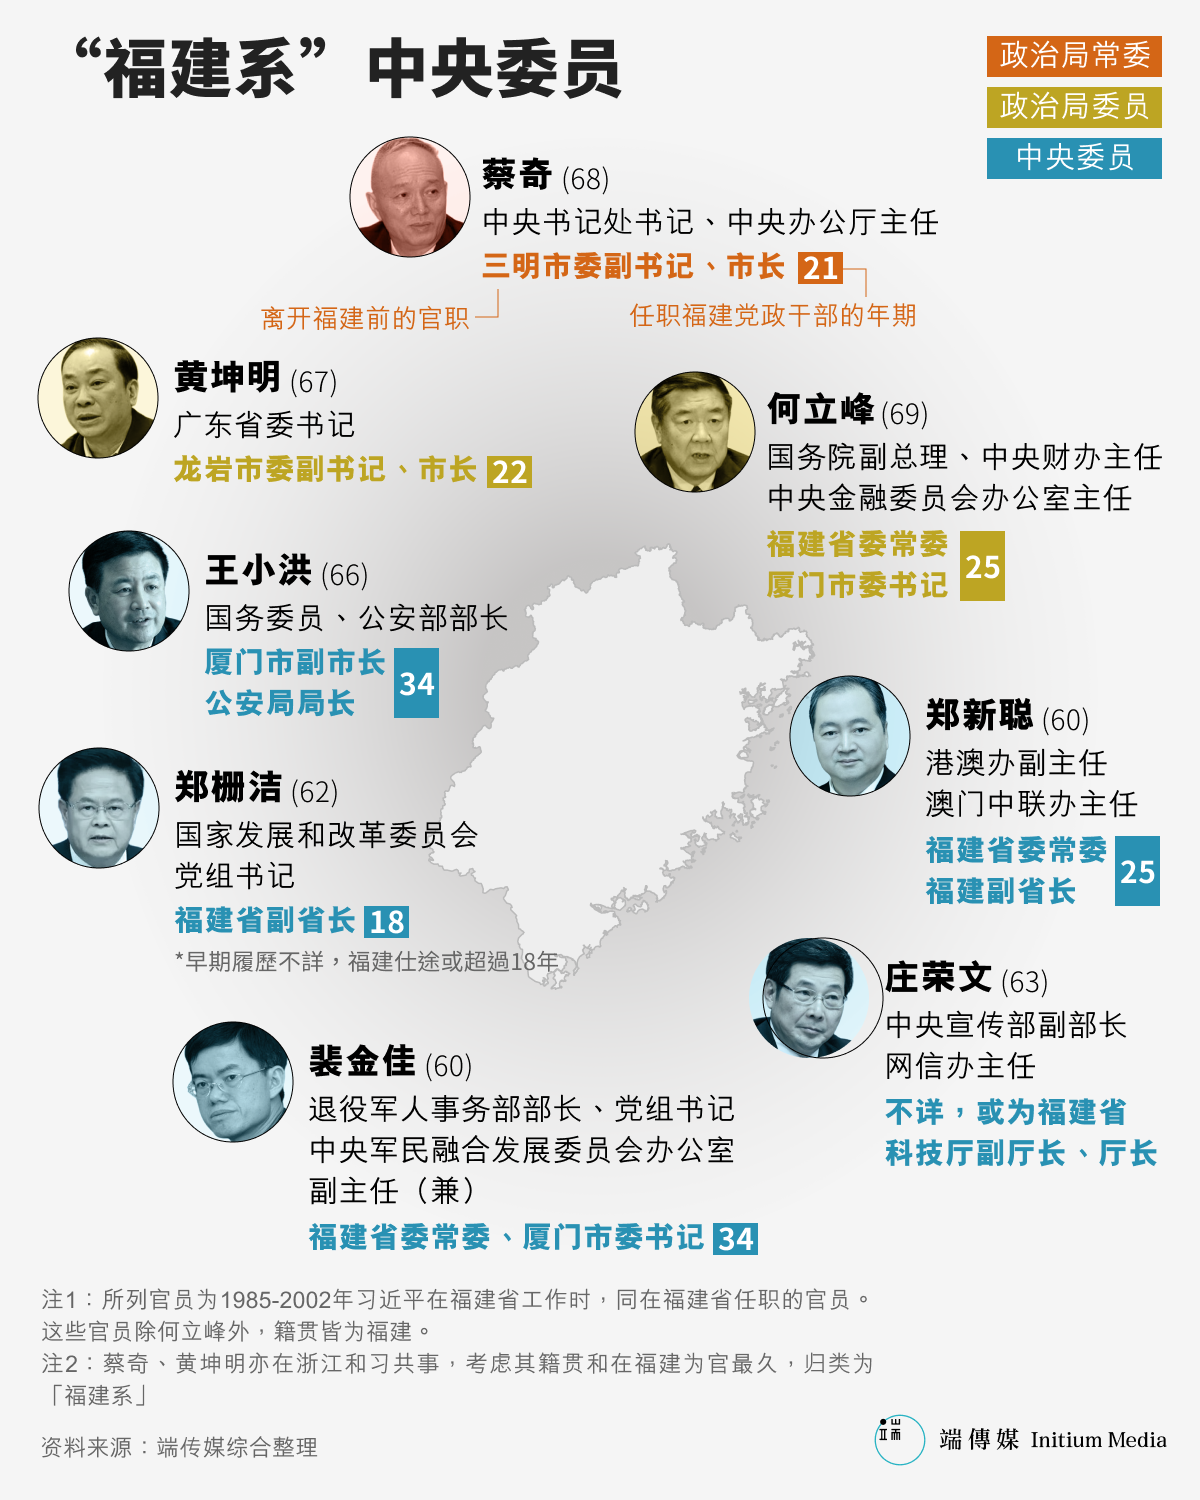 “福建系”中央委员
政治局常委
政治局委员
中央委员
蔡奇 (68)
中央书记处书记、中央办公厅主任
三明市委副书记、市长 21
离开福建前的官职
任职福建党政干部的年期
黄坤明 (67)
广东省委书记
龙岩市委副书记、市长 22
何立峰 (69)
国务院副总理、中央财办主任
中央金融委员会办公室主任
福建省委常委
厦门市委书记
25
王小洪 (66)
国务委员、公安部部长
厦门市副市长
公安局局长
34
郑新聪 (60)
港澳办副主任
澳门中联办主任
福建省委常委
福建副省长
25
郑栅洁 (62)
国家发展和改革委员会
党组书记
福建省副省长 18
*早期履歷不詳，福建仕途或超過18年
庄荣文 (63)
中央宣传部副部长
网信办主任
不详，或为福建省
科技厅副厅长、厅长
裴金佳 (60)
退役军人事务部部长、党组书记
中央军民融合发展委员会办公室
副主任（兼）
福建省委常委、厦门市委书记 34
注1：所列官员为1985-2002年习近平在福建省工作时，同在福建省任职的官员。
这些官员除何立峰外，籍贯皆为福建。
注2：蔡奇、黄坤明亦在浙江和习共事，考虑其籍贯和在福建为官最久，归类为
「福建系」
资料来源：端传媒综合整理
端傳媒 Initium Media